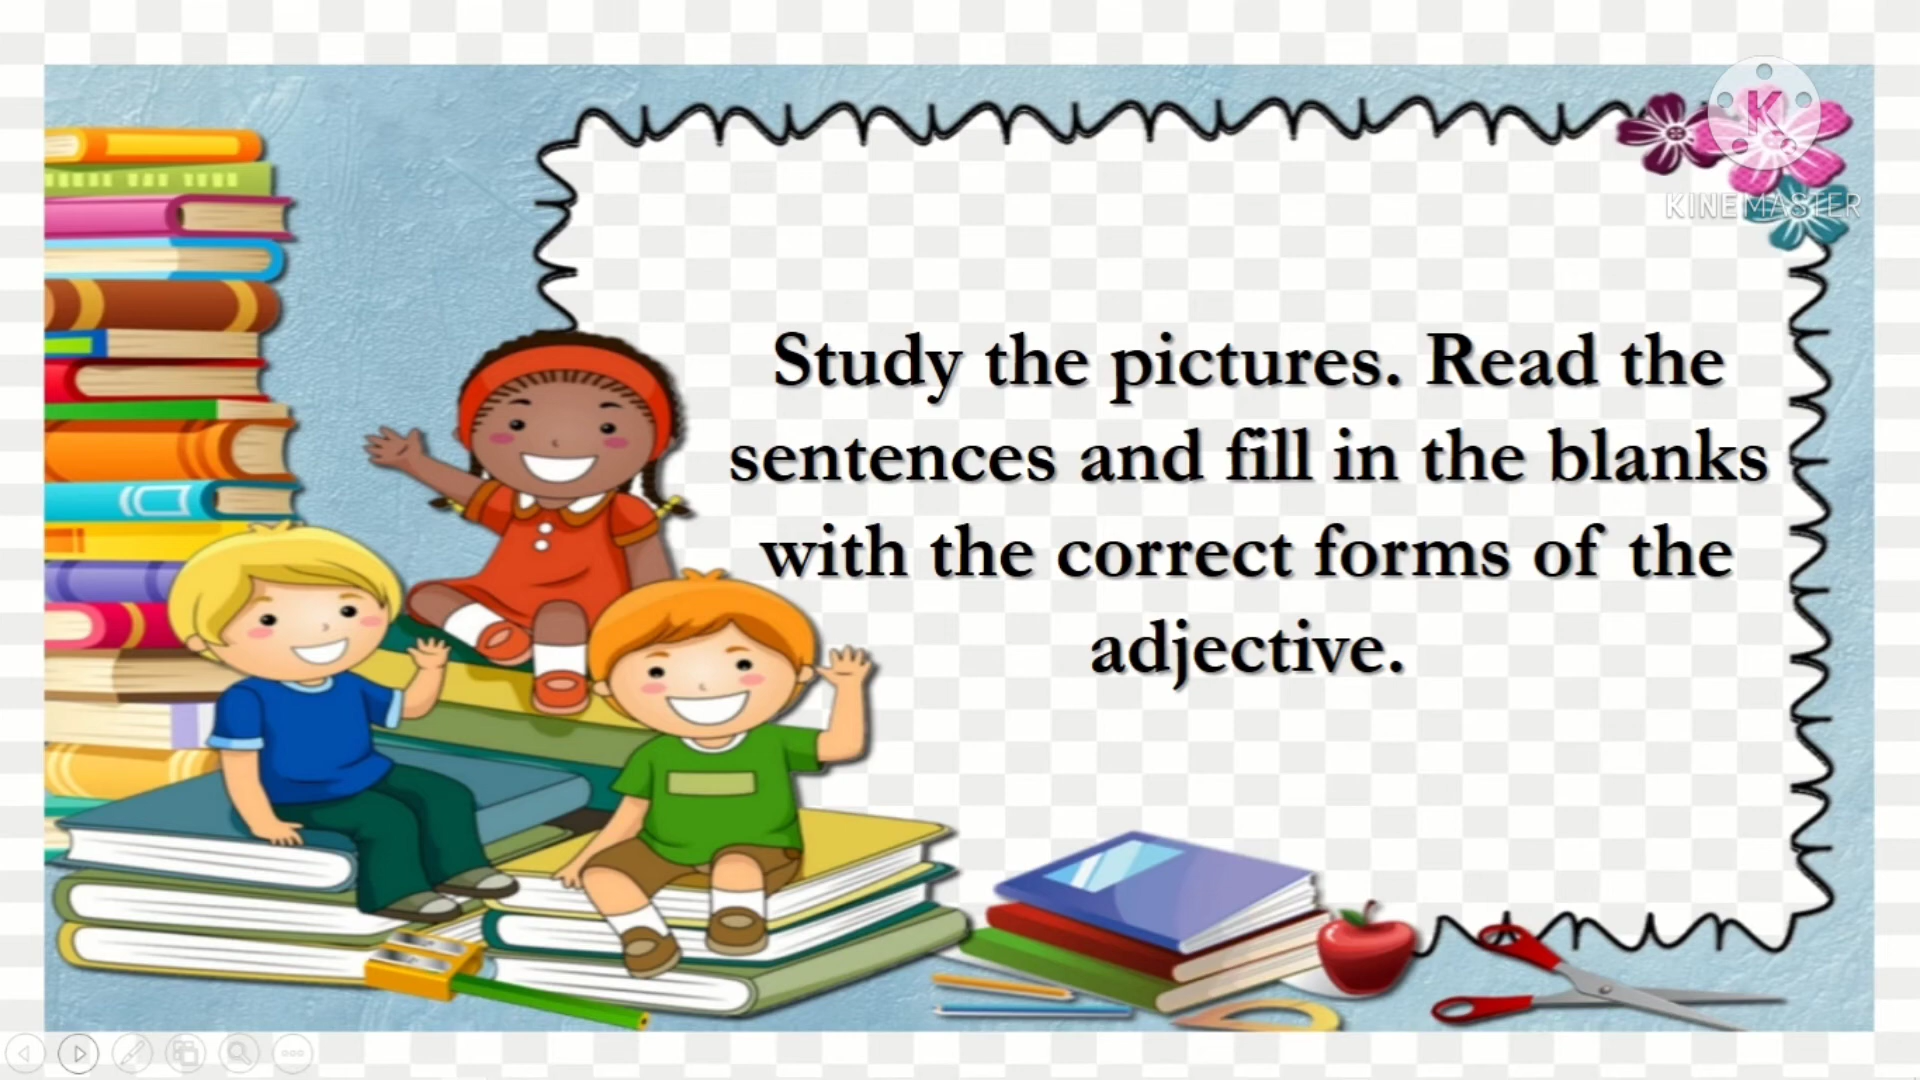 K
KINEMASTER
Study the pictures. Read the
sentences and fill in the blanks
with the correct forms of the
adjective.